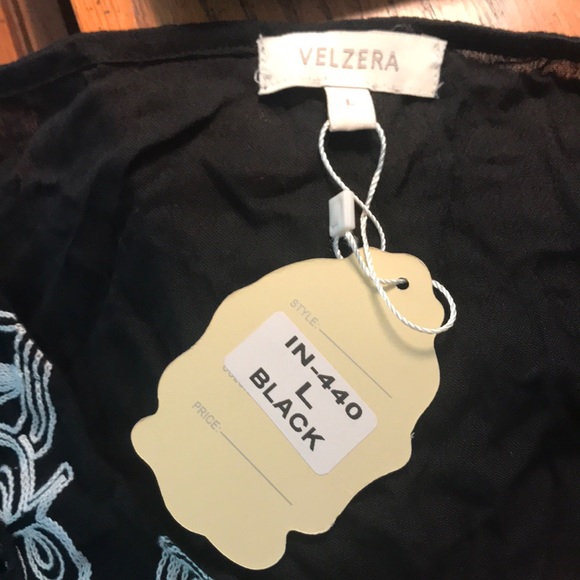 VELZERA
L
STYLE:
IN-440
L
BLACK
PRICE: